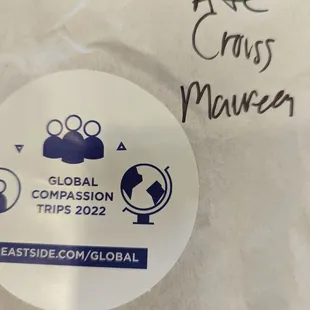 Crouss
Maureen
GLOBAL
COMPASSION
TRIPS 2022
EASTSIDE.COM/GLOBAL